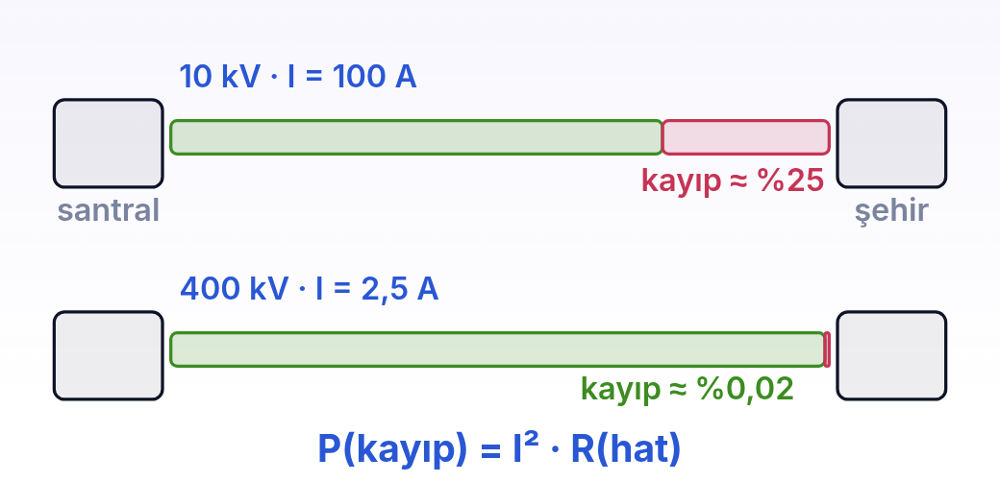 10 kV · I = 100 A
kayıp ≈ %25
santral
şehir
400 kV · I = 2,5 A
kayıp ≈ %0,02
P(kayıp) = I² · R(hat)